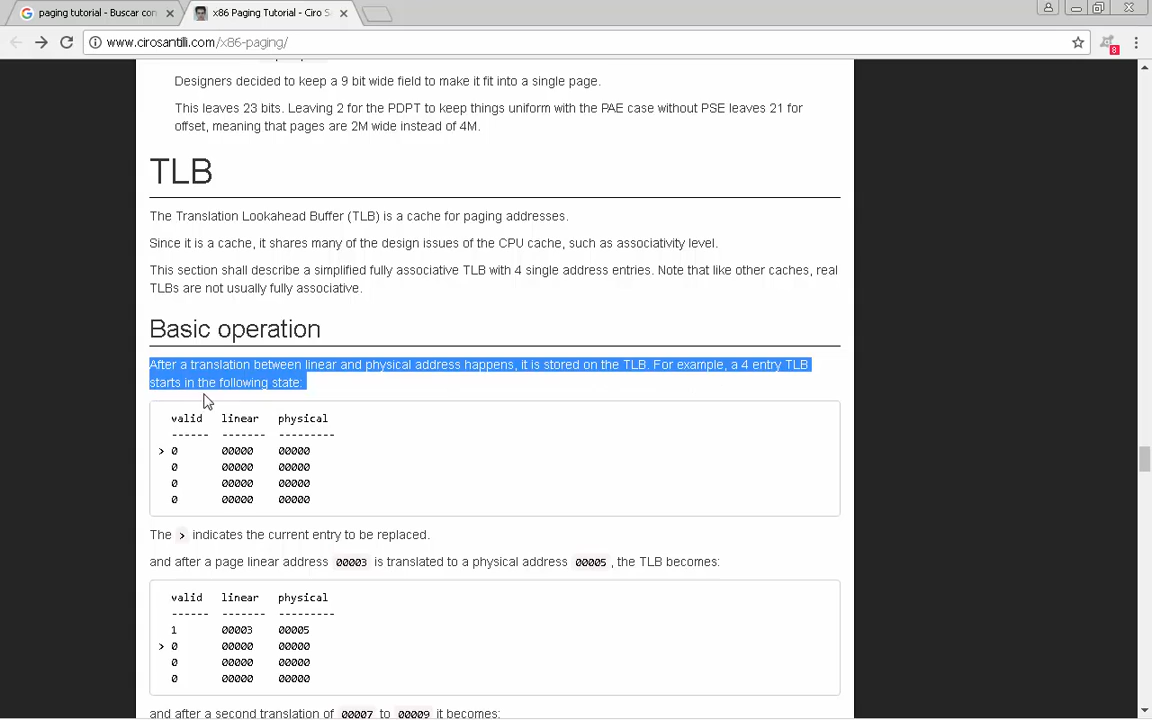 paging tutorial - Buscar con
x86 Paging Tutorial - Ciro S
www.cirosantilli.com/x86-paging/
8
Designers decided to keep a 9 bit wide field to make it fit into a single page.
This leaves 23 bits. Leaving 2 for the PDPT to keep things uniform with the PAE case without PSE leaves 21 for
offset, meaning that pages are 2M wide instead of 4M.
TLB
The Translation Lookahead Buffer (TLB) is a cache for paging addresses.
Since it is a cache, it shares many of the design issues of the CPU cache, such as associativity level.
This section shall describe a simplified fully associative TLB with 4 single address entries. Note that like other caches, real
TLBs are not usually fully associative.
Basic operation
After a translation between linear and physical address happens, it is stored on the TLB. For example, a 4 entry TLB
starts in the following state:
valid linear physical
------ ------- ---------
> 0 00000 00000
0 00000 00000
0 00000 00000
0 00000 00000
The > indicates the current entry to be replaced.
and after a page linear address 00003 is translated to a physical address 00005 , the TLB becomes:
valid linear physical
------ ------- ---------
1 00003 00005
> 0 00000 00000
0 00000 00000
0 00000 00000
and after a second translation of 00007 to 00009 it becomes: